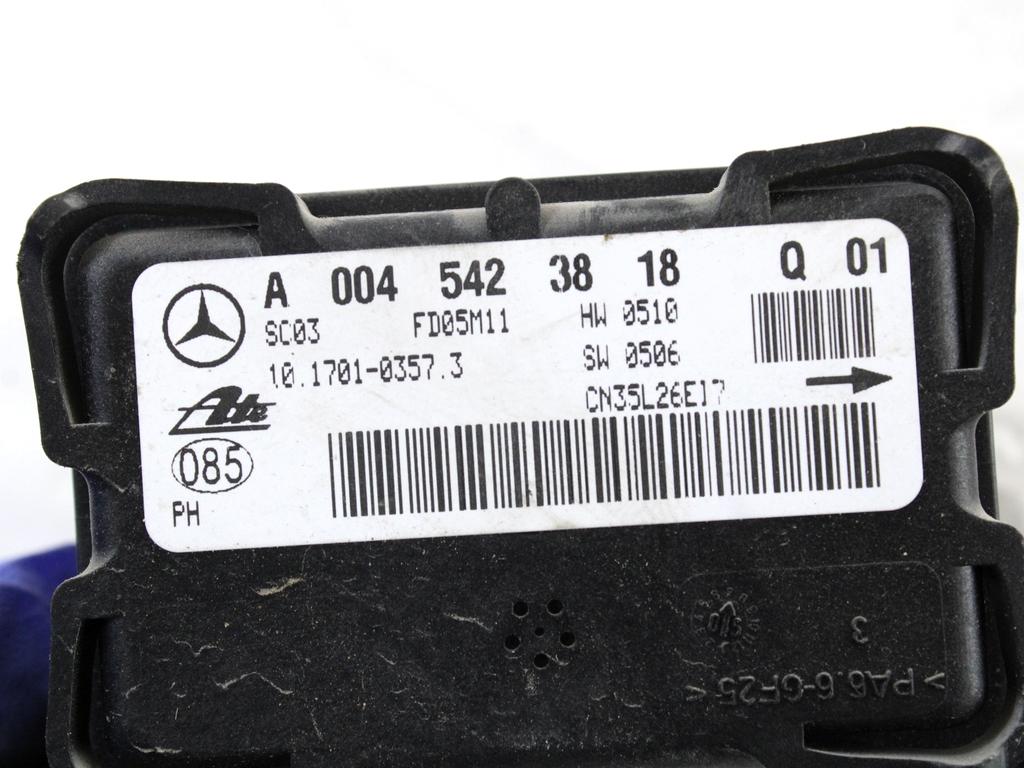 A 004 542 38 18 Q 01
SC03 FD05M11 HW 0510
10.1701-0357.3 SW 0506
Ate CN35L26E17
085
PH
3
>PA6.6-GF25<